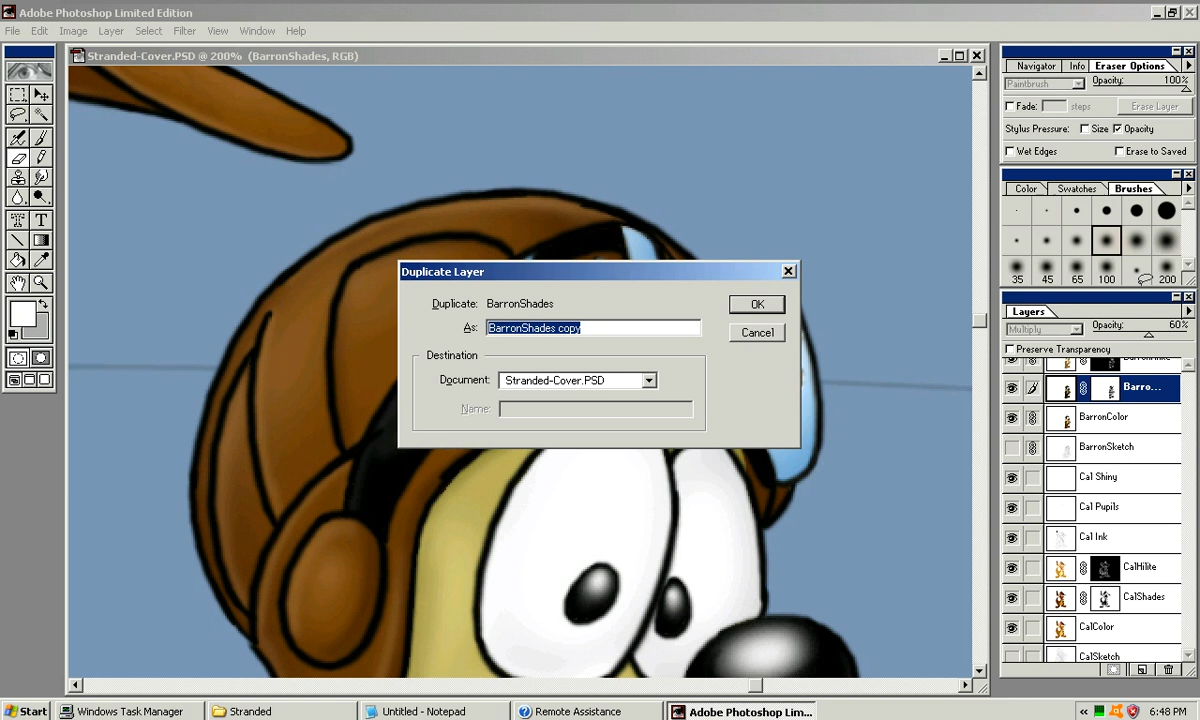 Adobe Photoshop Limited Edition
File Edit Image Layer Select Filter View Window Help
Stranded-Cover.PSD @ 200% (BarronShades, RGB)
Navigator Info Eraser Options
Paintbrush Opacity: 100%
Fade: steps Erase Layer
Stylus Pressure: Size Opacity
Wet Edges Erase to Saved
Color Swatches Brushes
35 45 65 100 200
Layers
Multiply Opacity: 60%
Preserve Transparency
Barro...
BarronColor
BarronSketch
Cal Shiny
Cal Pupils
Cal Ink
CalHilite
CalShades
CalColor
CalSketch
Duplicate Layer
Duplicate: BarronShades
OK
As: BarronShades copy
Cancel
Destination
Document: Stranded-Cover.PSD
Name:
Start Windows Task Manager Stranded Untitled - Notepad Remote Assistance Adobe Photoshop Lim... 6:48 PM